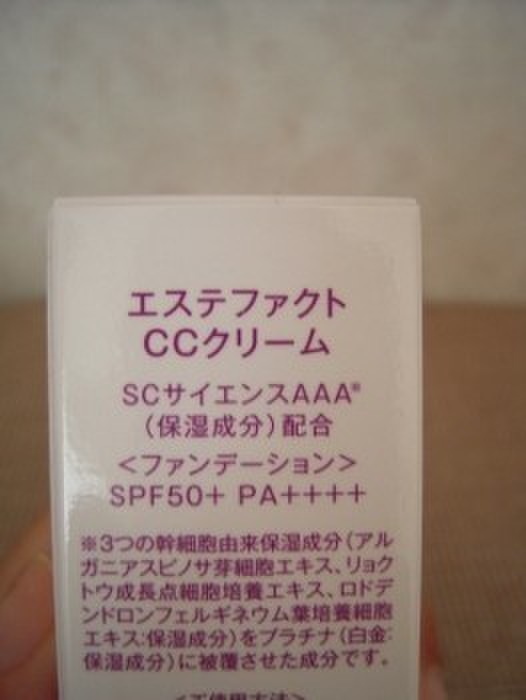 エステファクト
CCクリーム
SCサイエンスAAA®
(保湿成分)配合
<ファンデーション>
SPF50+ PA++++
※3つの幹細胞由来保湿成分(アル
ガニアスピノサ芽細胞エキス、リョク
トウ成長点細胞培養エキス、ロドデ
ンドロンフェルギネウム葉培養細胞
エキス:保湿成分)をプラチナ(白金:
保湿成分)に被覆させた成分です。
<ご使用方法>